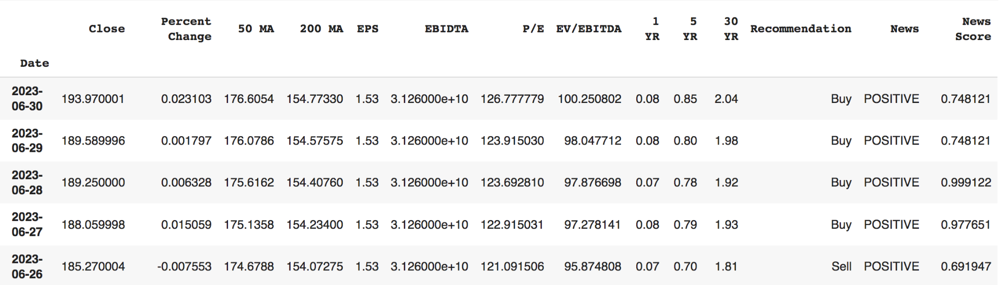 Close Percent Change 50 MA 200 MA EPS EBIDTA P/E EV/EBITDA 1 YR 5 YR 30 YR Recommendation News News Score
Date
2023-06-30 193.970001 0.023103 176.6054 154.77330 1.53 3.126000e+10 126.777779 100.250802 0.08 0.85 2.04 Buy POSITIVE 0.748121
2023-06-29 189.589996 0.001797 176.0786 154.57575 1.53 3.126000e+10 123.915030 98.047712 0.08 0.80 1.98 Buy POSITIVE 0.748121
2023-06-28 189.250000 0.006328 175.6162 154.40760 1.53 3.126000e+10 123.692810 97.876698 0.07 0.78 1.92 Buy POSITIVE 0.999122
2023-06-27 188.059998 0.015059 175.1358 154.23400 1.53 3.126000e+10 122.915031 97.278141 0.08 0.79 1.93 Buy POSITIVE 0.977651
2023-06-26 185.270004 -0.007553 174.6788 154.07275 1.53 3.126000e+10 121.091506 95.874808 0.07 0.70 1.81 Sell POSITIVE 0.691947